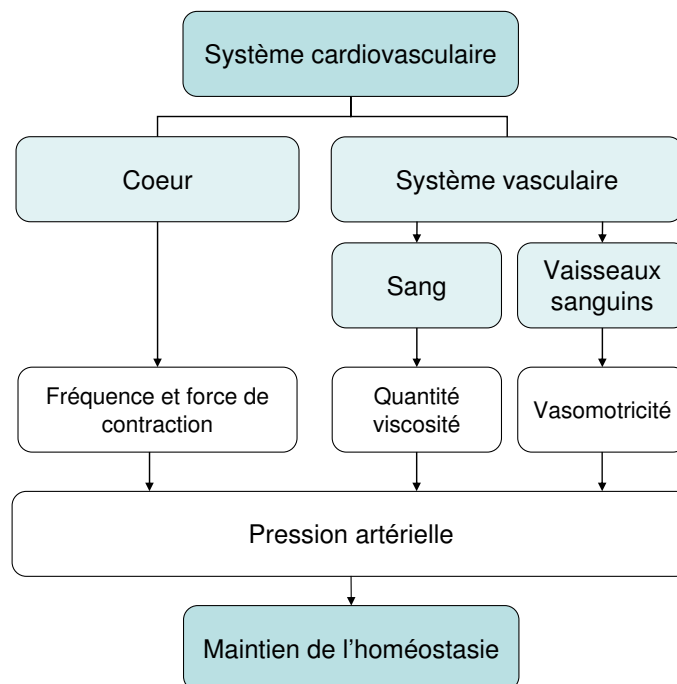 Système cardiovasculaire
Coeur
Système vasculaire
Sang
Vaisseaux
sanguins
Fréquence et force de
contraction
Quantité
viscosité
Vasomotricité
Pression artérielle
Maintien de l'homéostasie